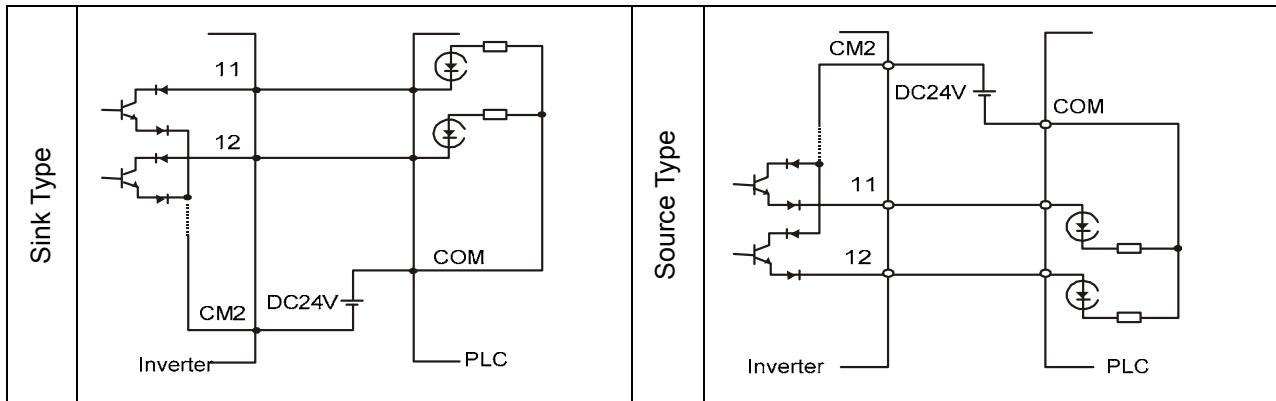 Sink Type
11
12
COM
DC24V
CM2
Inverter
PLC
Source Type
CM2
DC24V
COM
11
12
Inverter
PLC